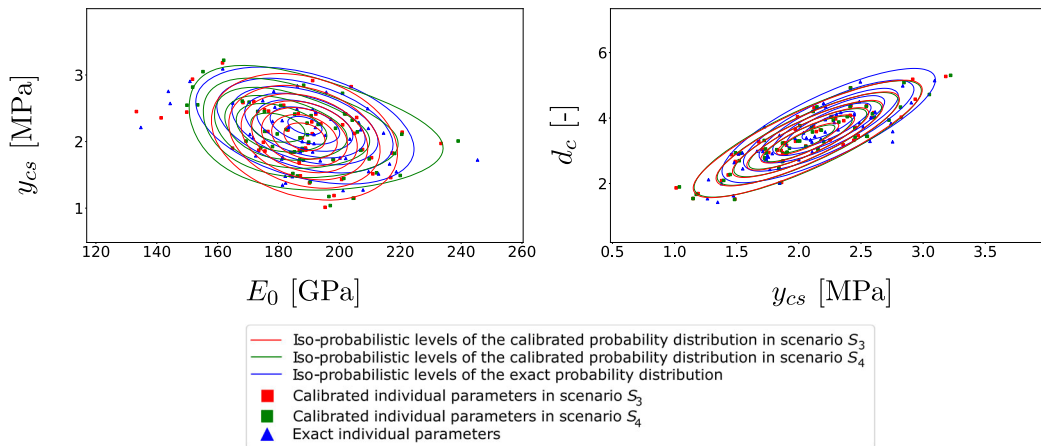 3
2
1
y_cs [MPa]
120 140 160 180 200 220 240 260
E_0 [GPa]
6
4
2
d_c [-]
0.5 1.0 1.5 2.0 2.5 3.0 3.5
y_cs [MPa]
Iso-probabilistic levels of the calibrated probability distribution in scenario S_3
Iso-probabilistic levels of the calibrated probability distribution in scenario S_4
Iso-probabilistic levels of the exact probability distribution
Calibrated individual parameters in scenario S_3
Calibrated individual parameters in scenario S_4
Exact individual parameters